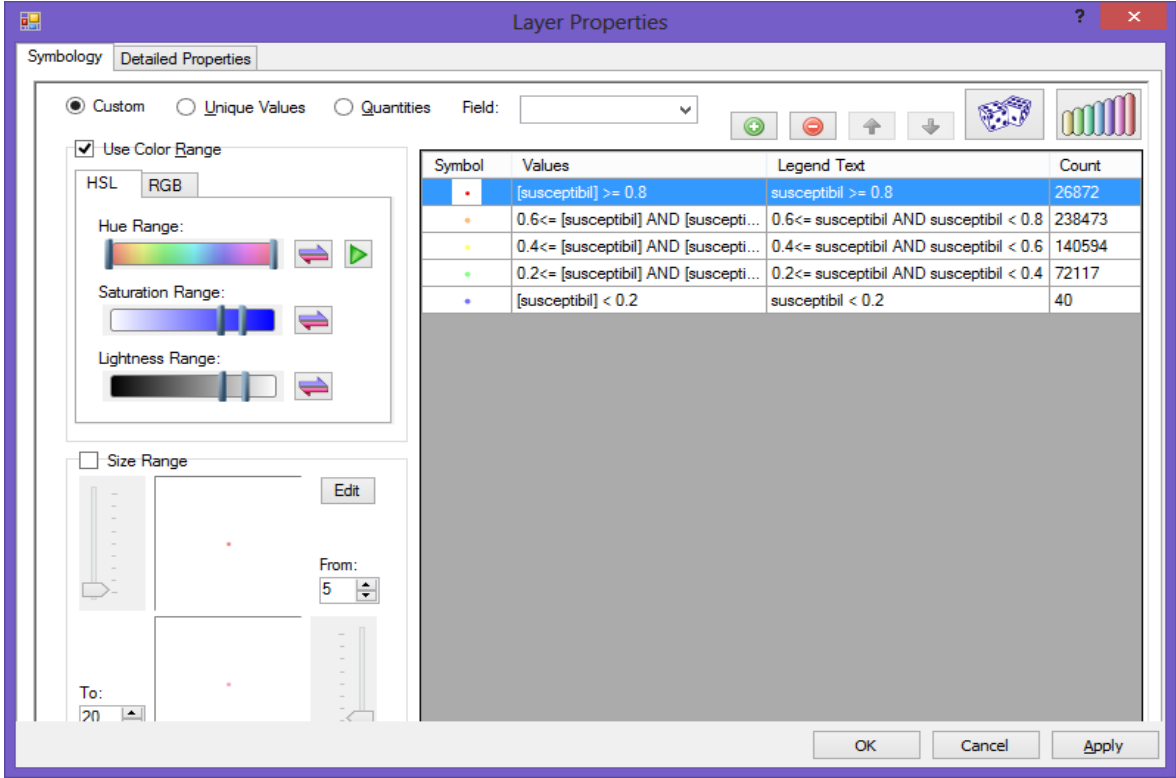 Layer Properties
?
Symbology Detailed Properties
Custom Unique Values Quantities Field:
Use Color Range
HSL RGB
Hue Range:
Saturation Range:
Lightness Range:
Symbol Values Legend Text Count
[susceptibil] >= 0.8 susceptibil >= 0.8 26872
0.6<= [susceptibil] AND [suscepti... 0.6<= susceptibil AND susceptibil < 0.8 238473
0.4<= [susceptibil] AND [suscepti... 0.4<= susceptibil AND susceptibil < 0.6 140594
0.2<= [susceptibil] AND [suscepti... 0.2<= susceptibil AND susceptibil < 0.4 72117
[susceptibil] < 0.2 susceptibil < 0.2 40
Size Range
Edit
From:
5
To:
20
OK Cancel Apply